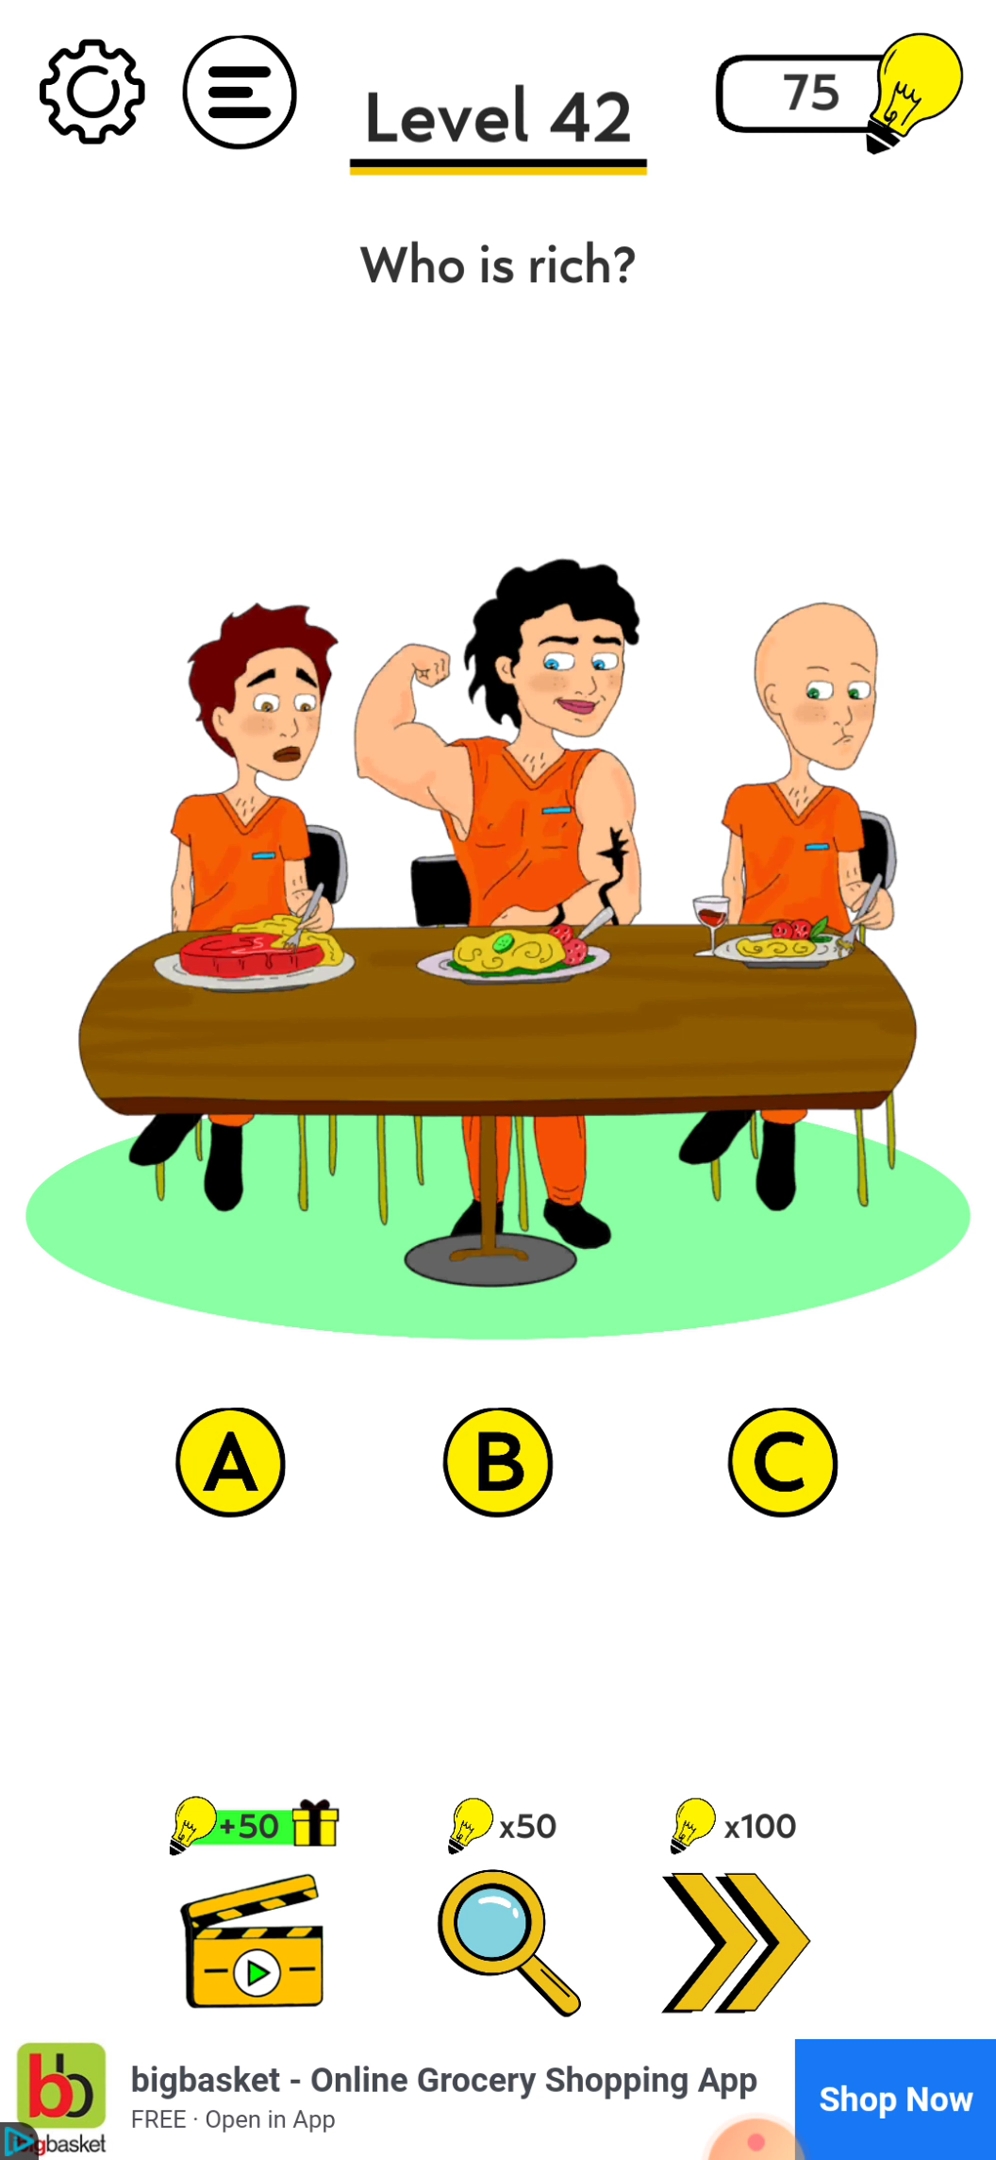 Level 42
75
Who is rich?
A
B
C
+50
x50
x100
bb
bigbasket - Online Grocery Shopping App
FREE · Open in App
Shop Now